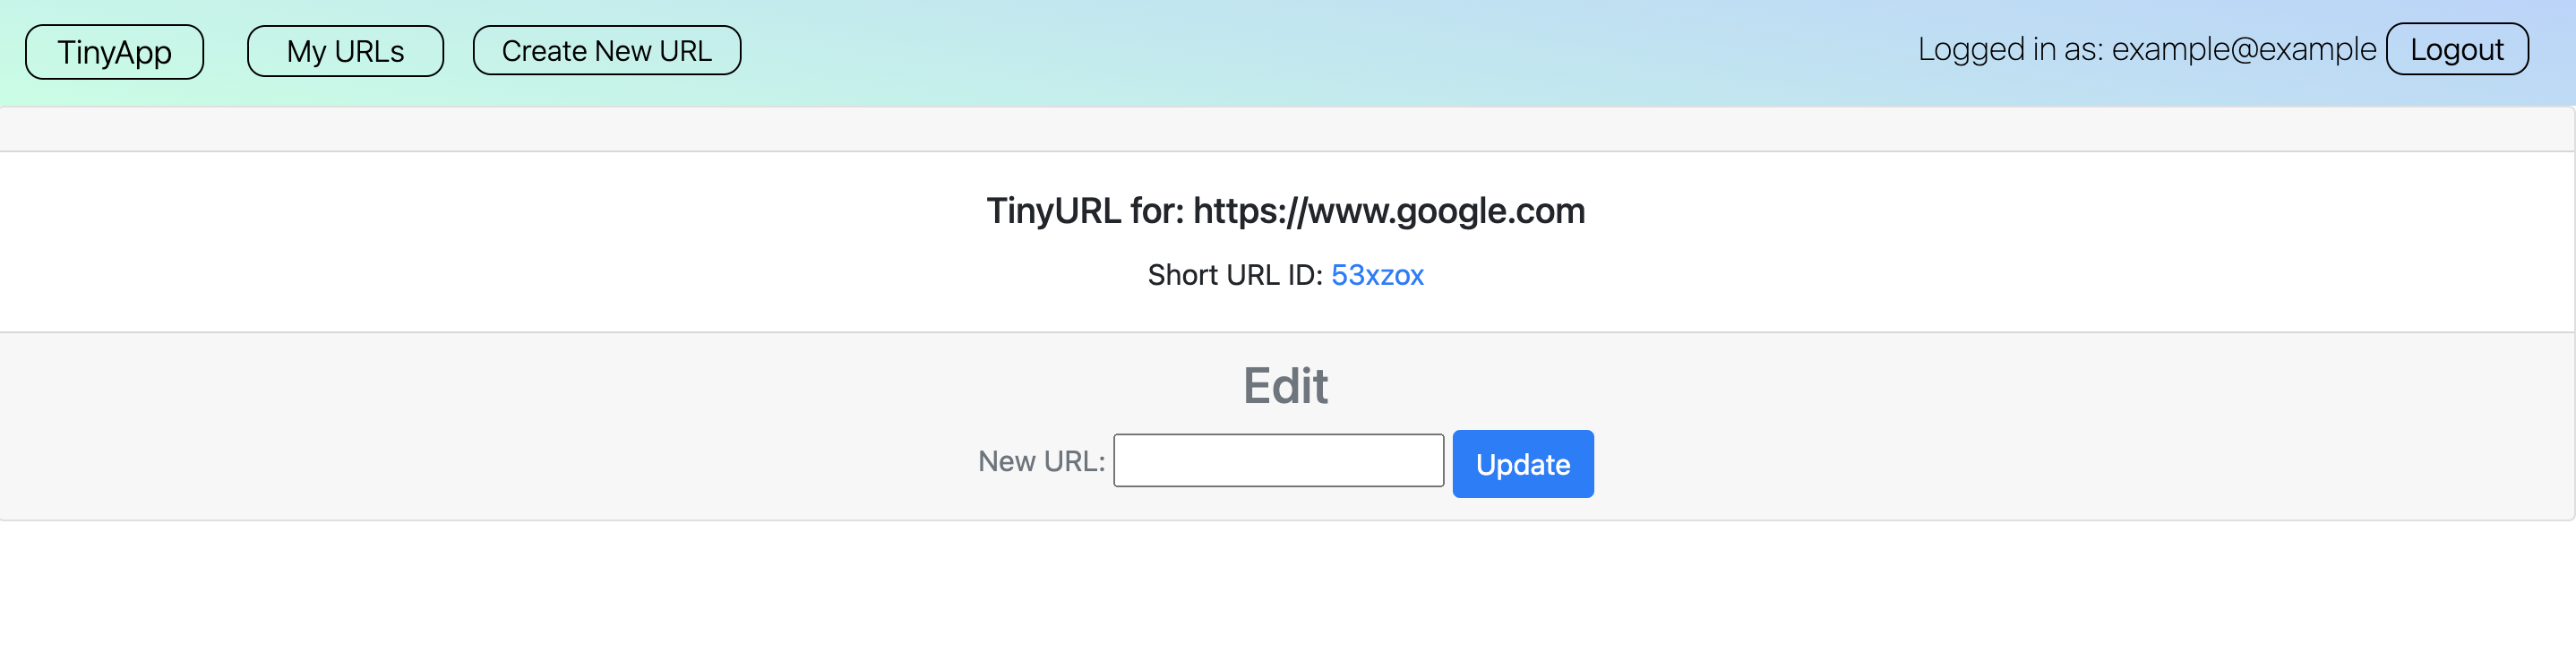 TinyApp My URLs Create New URL Logged in as: example@example Logout
TinyURL for: https://www.google.com
Short URL ID: 53xzox
Edit
New URL: Update